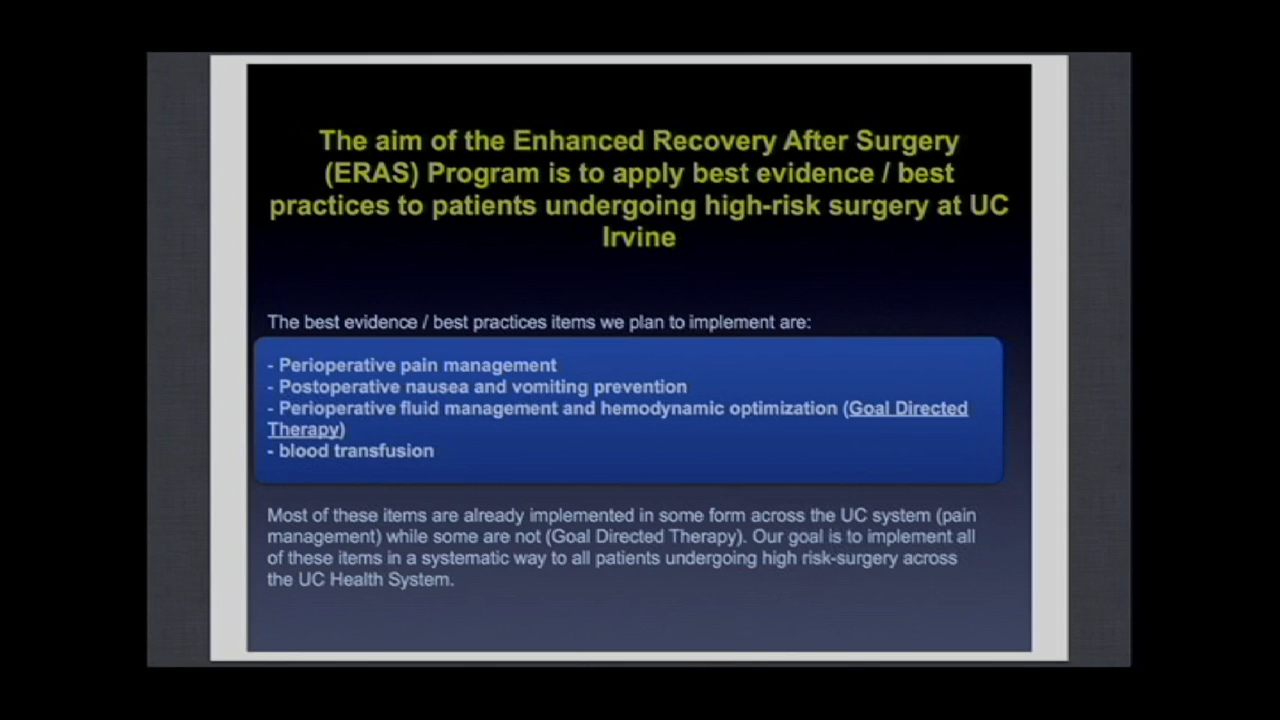 The aim of the Enhanced Recovery After Surgery
(ERAS) Program is to apply best evidence / best
practices to patients undergoing high-risk surgery at UC
Irvine
The best evidence / best practices items we plan to implement are:
- Perioperative pain management
- Postoperative nausea and vomiting prevention
- Perioperative fluid management and hemodynamic optimization (Goal Directed
Therapy)
- blood transfusion
Most of these items are already implemented in some form across the UC system (pain
management) while some are not (Goal Directed Therapy). Our goal is to implement all
of these items in a systematic way to all patients undergoing high risk-surgery across
the UC Health System.